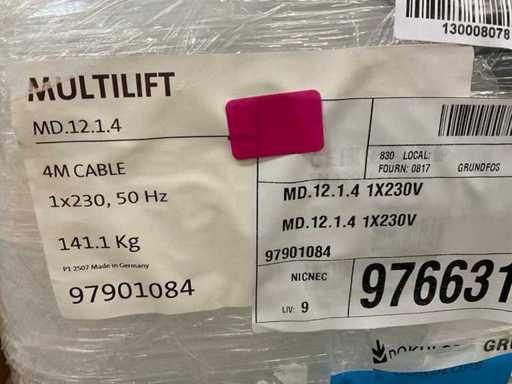 MULTILIFT
MD.12.1.4
4M CABLE
1x230, 50 Hz
141.1 Kg
P1 2507 Made in Germany
97901084
130008078
830 LOCAL:
FOURN: 0817 GRUNDFOS
MD.12.1.4 1X230V
MD.12.1.4 1X230V
97901084
NICNEC
LIV: 9
976631